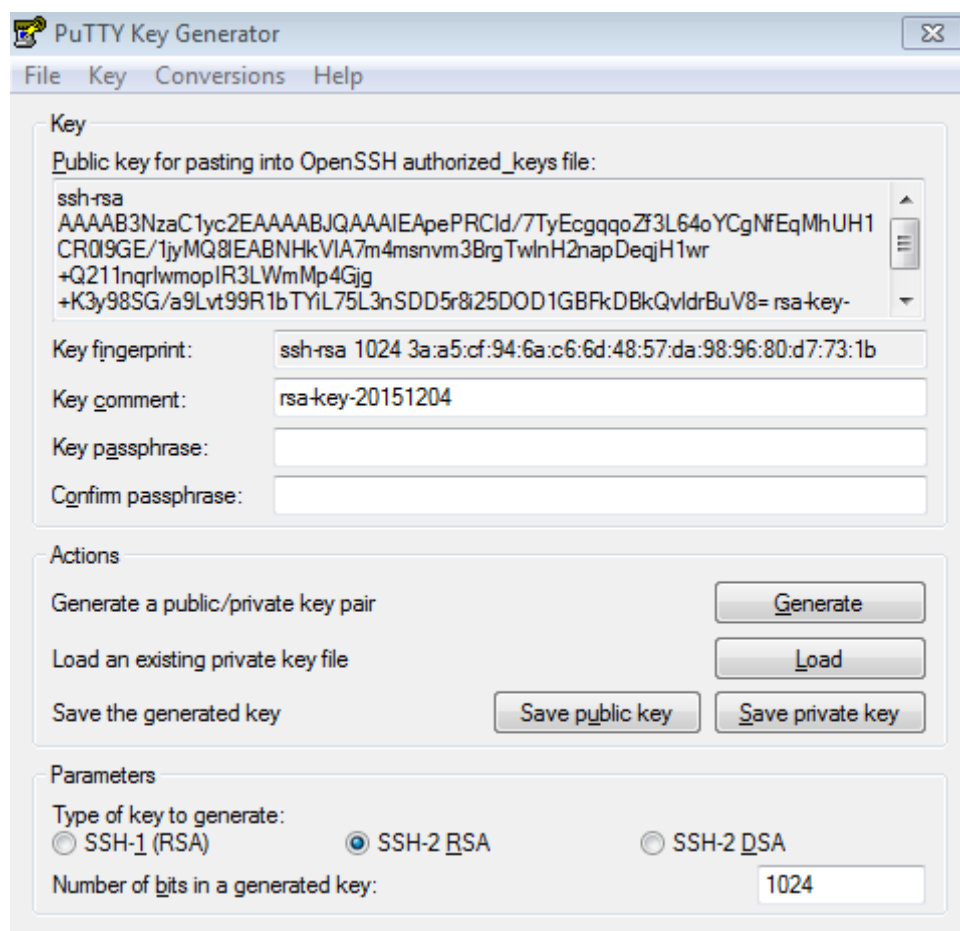 PuTTY Key Generator
File Key Conversions Help
Key
Public key for pasting into OpenSSH authorized_keys file:
ssh-rsa
AAAAB3NzaC1yc2EAAAABJQAAAIEApePRCId/7TyEcgqqoZf3L64oYCgNfEqMhUH1
CR0l9GE/1jyMQ8IEABNHkVIA7m4msnvm3BrgTwInH2napDeqjH1wr
+Q211nqrlwmopIR3LWmMp4Gjg
+K3y98SG/a9Lvt99R1bTYiL75L3nSDD5r8i25DOD1GBFkDBkQvldrBuV8= rsa-key-
Key fingerprint: ssh-rsa 1024 3a:a5:cf:94:6a:c6:6d:48:57:da:98:96:80:d7:73:1b
Key comment: rsa-key-20151204
Key passphrase:
Confirm passphrase:
Actions
Generate a public/private key pair Generate
Load an existing private key file Load
Save the generated key Save public key Save private key
Parameters
Type of key to generate:
SSH-1 (RSA) SSH-2 RSA SSH-2 DSA
Number of bits in a generated key: 1024